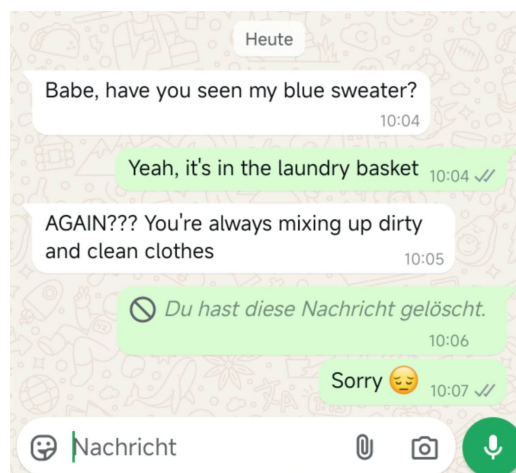 Heute
Babe, have you seen my blue sweater?
10:04
Yeah, it's in the laundry basket 10:04
AGAIN??? You're always mixing up dirty
and clean clothes 10:05
Du hast diese Nachricht gelöscht.
10:06
Sorry 😔 10:07
Nachricht